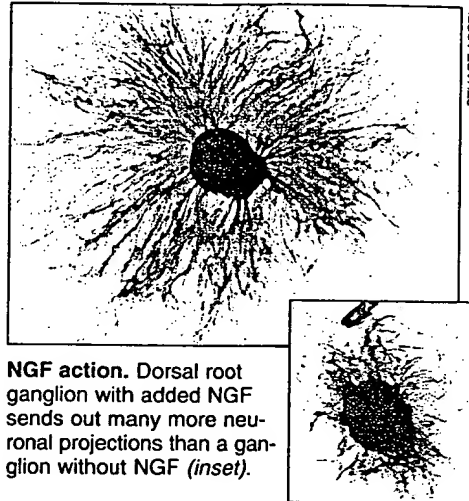 NGF action. Dorsal root
ganglion with added NGF
sends out many more neu-
ronal projections than a gan-
glion without NGF (inset).